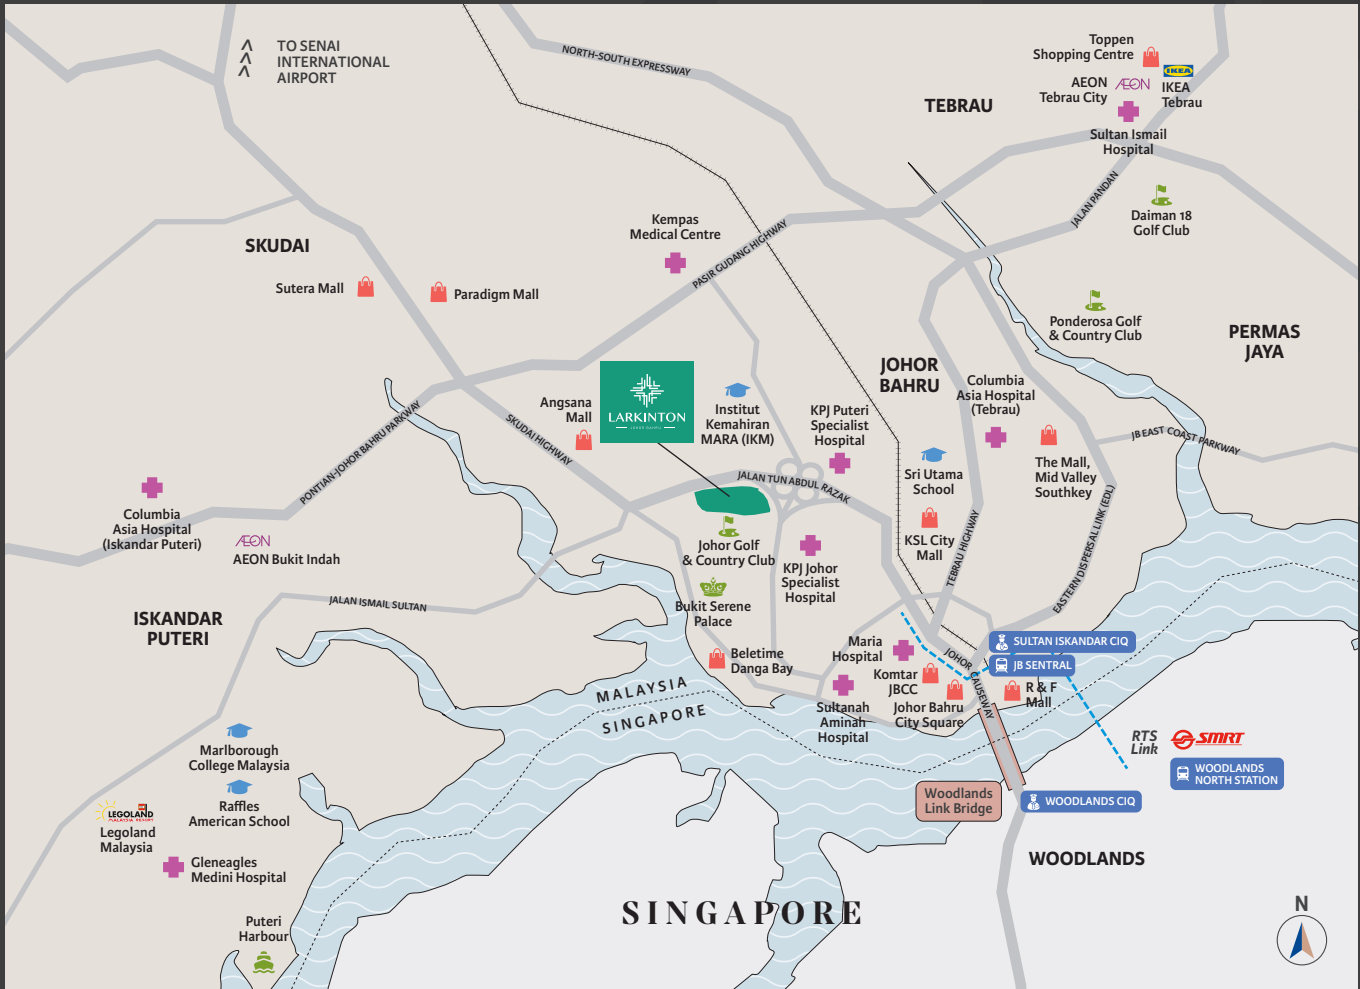 TO SENAI
INTERNATIONAL
AIRPORT
NORTH-SOUTH EXPRESSWAY
Toppen
Shopping Centre
IKEA
AEON
Tebrau City
AEON
IKEA
Tebrau
TEBRAU
Sultan Ismail
Hospital
JALAN PANDAN
Daiman 18
Golf Club
Kempas
Medical Centre
PASIR GUDANG HIGHWAY
SKUDAI
Sutera Mall
Paradigm Mall
Ponderosa Golf
& Country Club
PERMAS
JAYA
JOHOR
BAHRU
Columbia
Asia Hospital
(Tebrau)
Angsana
Mall
LARKINTON
JOHOR BAHRU
Institut
Kemahiran
MARA (IKM)
KPJ Puteri
Specialist
Hospital
SKUDAI HIGHWAY
PONTIAN-JOHOR BAHRU PARKWAY
JB EAST COAST PARKWAY
Sri Utama
School
The Mall,
Mid Valley
Southkey
JALAN TUN ABDUL RAZAK
Columbia
Asia Hospital
(Iskandar Puteri)
AEON
AEON Bukit Indah
Johor Golf
& Country Club
KSL City
Mall
TEBRAU HIGHWAY
EASTERN DISPERSAL LINK (EDL)
KPJ Johor
Specialist
Hospital
Bukit Serene
Palace
JALAN ISMAIL SULTAN
ISKANDAR
PUTERI
Beletime
Danga Bay
Maria
Hospital
SULTAN ISKANDAR CIQ
JB SENTRAL
JOHOR CAUSEWAY
Komtar
JBCC
R & F
Mall
Johor Bahru
City Square
Sultanah
Aminah
Hospital
MALAYSIA
SINGAPORE
RTS
Link
SMRT
WOODLANDS
NORTH STATION
Marlborough
College Malaysia
Raffles
American School
LEGOLAND
MALAYSIA RESORT
Legoland
Malaysia
Woodlands
Link Bridge
WOODLANDS CIQ
WOODLANDS
Gleneagles
Medini Hospital
Puteri
Harbour
SINGAPORE
N